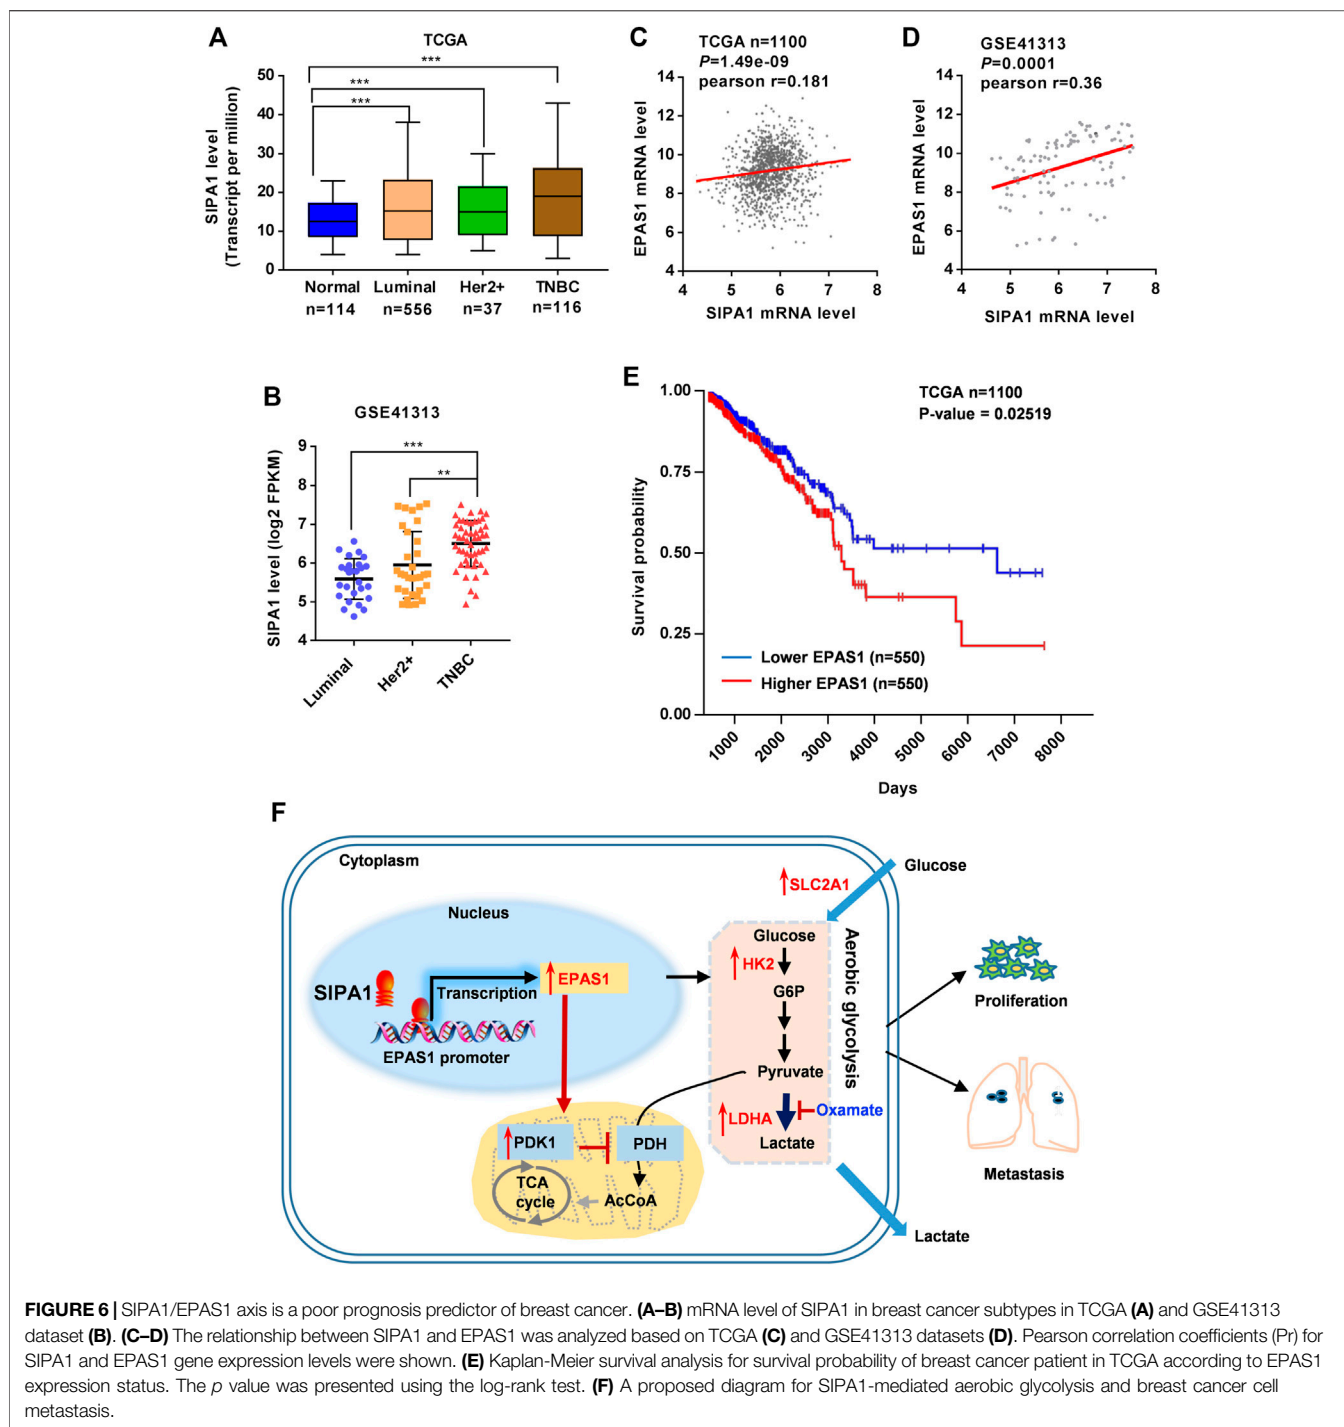 A
TCGA
SIPA1 level
(Transcript per million)
50
40
30
20
10
0
***
***
***
Normal
n=114
Luminal
n=556
Her2+
n=37
TNBC
n=116
C
TCGA n=1100
P=1.49e-09
pearson r=0.181
EPAS1 mRNA level
14
12
10
8
6
4
4 5 6 7 8
SIPA1 mRNA level
D
GSE41313
P=0.0001
pearson r=0.36
EPAS1 mRNA level
14
12
10
8
6
4
4 5 6 7 8
SIPA1 mRNA level
B
GSE41313
SIPA1 level (log2 FPKM)
9
8
7
6
5
4
***
**
Luminal
Her2+
TNBC
E
TCGA n=1100
P-value = 0.02519
Survival probability
1.00
0.75
0.50
0.25
0.00
Lower EPAS1 (n=550)
Higher EPAS1 (n=550)
1000 2000 3000 4000 5000 6000 7000 8000
Days
F
Cytoplasm
Nucleus
SIPA1
Transcription
EPAS1
EPAS1 promoter
PDK1
PDH
TCA
cycle
AcCoA
SLC2A1
Glucose
Glucose
HK2
G6P
Pyruvate
LDHA
Oxamate
Lactate
Aerobic glycolysis
Lactate
Proliferation
Metastasis
FIGURE 6 | SIPA1/EPAS1 axis is a poor prognosis predictor of breast cancer. (A–B) mRNA level of SIPA1 in breast cancer subtypes in TCGA (A) and GSE41313
dataset (B). (C–D) The relationship between SIPA1 and EPAS1 was analyzed based on TCGA (C) and GSE41313 datasets (D). Pearson correlation coefficients (Pr) for
SIPA1 and EPAS1 gene expression levels were shown. (E) Kaplan-Meier survival analysis for survival probability of breast cancer patient in TCGA according to EPAS1
expression status. The p value was presented using the log-rank test. (F) A proposed diagram for SIPA1-mediated aerobic glycolysis and breast cancer cell
metastasis.